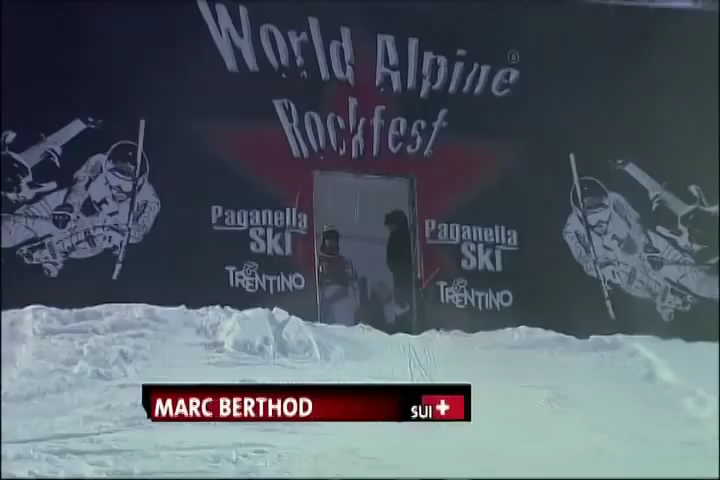 World Alpine ®
Rockfest
Paganella
Ski
TRENTINO
Paganella
Ski
TRENTINO
MARC BERTHOD
SUI